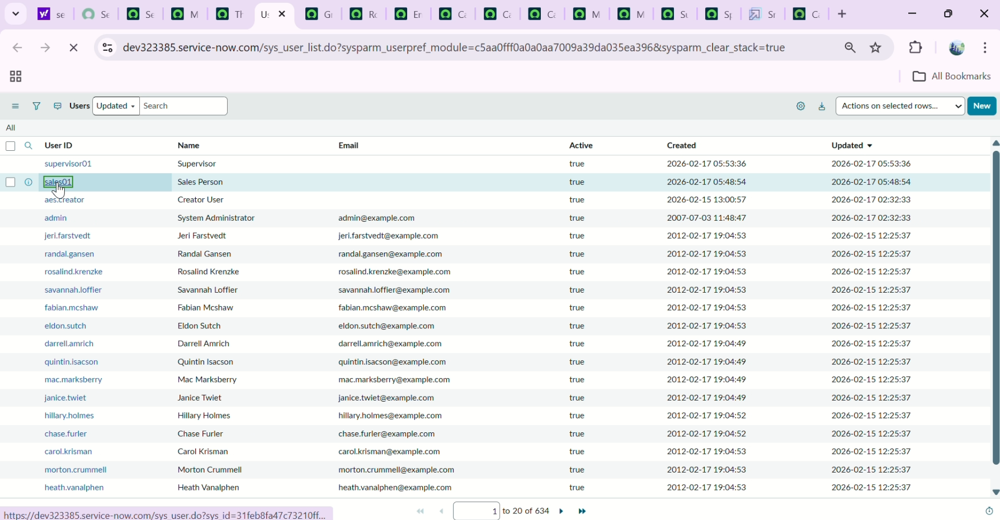 se
Se
Se
M
Th
Us
Gr
Ro
En
Ca
Ca
Ca
M
M
Su
Sp
Sr
Ca
dev323385.service-now.com/sys_user_list.do?sysparm_userpref_module=c5aa0fff0a0a0aa7009a39da035ea396&sysparm_clear_stack=true
All Bookmarks
Users Updated Search Actions on selected rows... New
All
User ID Name Email Active Created Updated
supervisor01 Supervisor true 2026-02-17 05:53:36 2026-02-17 05:53:36
sales01 Sales Person true 2026-02-17 05:48:54 2026-02-17 05:48:54
aes.creator Creator User true 2026-02-15 13:00:57 2026-02-17 02:32:33
admin System Administrator admin@example.com true 2007-07-03 11:48:47 2026-02-17 02:32:33
jeri.farstvedt Jeri Farstvedt jeri.farstvedt@example.com true 2012-02-17 19:04:53 2026-02-15 12:25:37
randal.gansen Randal Gansen randal.gansen@example.com true 2012-02-17 19:04:53 2026-02-15 12:25:37
rosalind.krenzke Rosalind Krenzke rosalind.krenzke@example.com true 2012-02-17 19:04:53 2026-02-15 12:25:37
savannah.loffier Savannah Loffier savannah.loffier@example.com true 2012-02-17 19:04:53 2026-02-15 12:25:37
fabian.mcshaw Fabian Mcshaw fabian.mcshaw@example.com true 2012-02-17 19:04:53 2026-02-15 12:25:37
eldon.sutch Eldon Sutch eldon.sutch@example.com true 2012-02-17 19:04:53 2026-02-15 12:25:37
darrell.amrich Darrell Amrich darrell.amrich@example.com true 2012-02-17 19:04:49 2026-02-15 12:25:37
quintin.isacson Quintin Isacson quintin.isacson@example.com true 2012-02-17 19:04:49 2026-02-15 12:25:37
mac.marksberry Mac Marksberry mac.marksberry@example.com true 2012-02-17 19:04:49 2026-02-15 12:25:37
janice.twiet Janice Twiet janice.twiet@example.com true 2012-02-17 19:04:49 2026-02-15 12:25:37
hillary.holmes Hillary Holmes hillary.holmes@example.com true 2012-02-17 19:04:52 2026-02-15 12:25:37
chase.furler Chase Furler chase.furler@example.com true 2012-02-17 19:04:52 2026-02-15 12:25:37
carol.krisman Carol Krisman carol.krisman@example.com true 2012-02-17 19:04:53 2026-02-15 12:25:37
morton.crummell Morton Crummell morton.crummell@example.com true 2012-02-17 19:04:53 2026-02-15 12:25:37
heath.vanalphen Heath Vanalphen heath.vanalphen@example.com true 2012-02-17 19:04:53 2026-02-15 12:25:37
https://dev323385.service-now.com/sys_user.do?sys_id=31feb8fa47c73210ff... 1 to 20 of 634